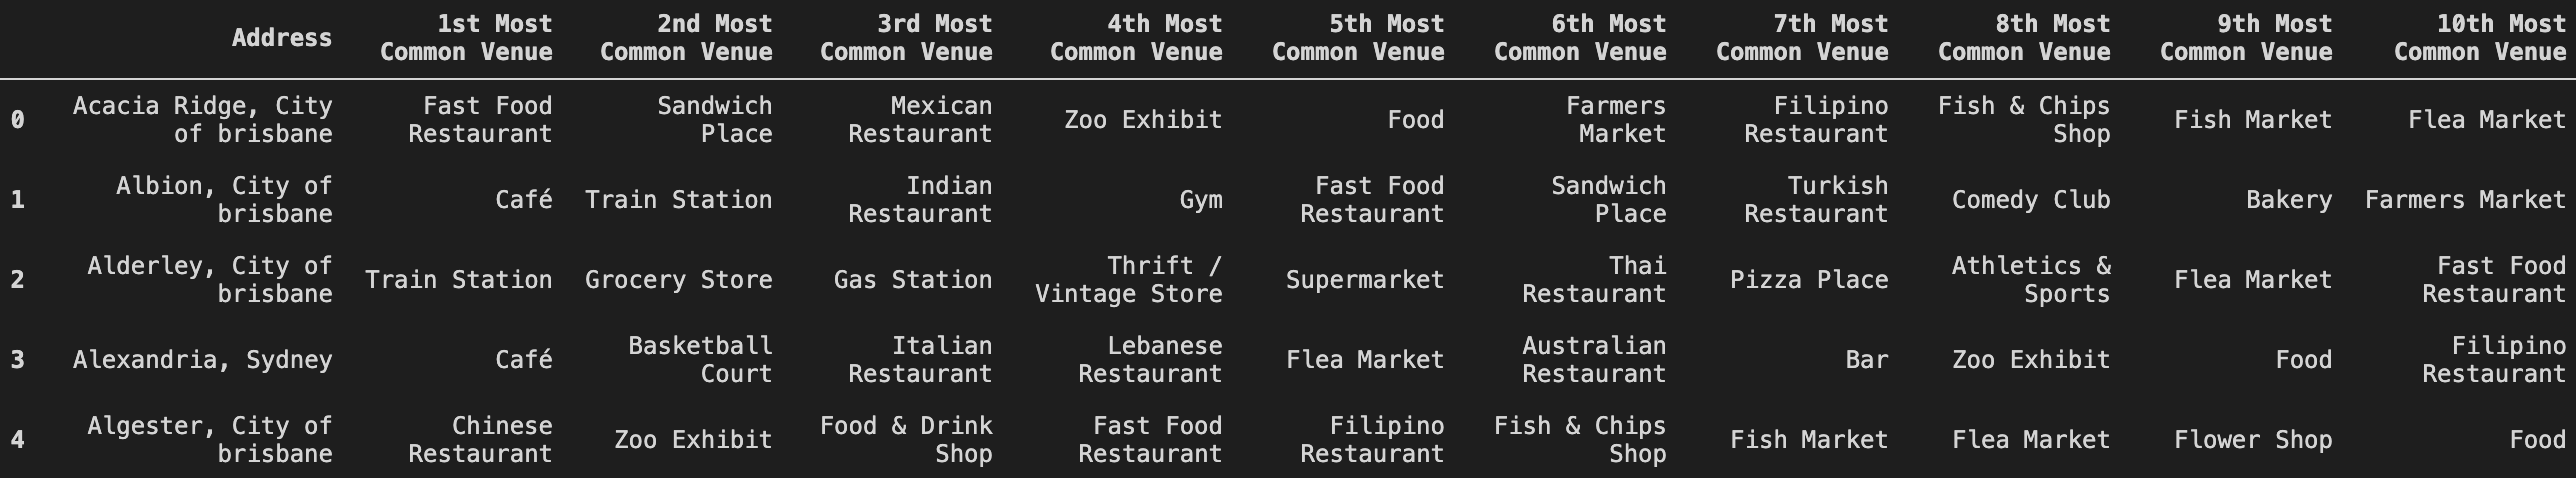 Address 1st Most Common Venue 2nd Most Common Venue 3rd Most Common Venue 4th Most Common Venue 5th Most Common Venue 6th Most Common Venue 7th Most Common Venue 8th Most Common Venue 9th Most Common Venue 10th Most Common Venue
0 Acacia Ridge, City of brisbane Fast Food Restaurant Sandwich Place Mexican Restaurant Zoo Exhibit Food Farmers Market Filipino Restaurant Fish & Chips Shop Fish Market Flea Market
1 Albion, City of brisbane Café Train Station Indian Restaurant Gym Fast Food Restaurant Sandwich Place Turkish Restaurant Comedy Club Bakery Farmers Market
2 Alderley, City of brisbane Train Station Grocery Store Gas Station Thrift / Vintage Store Supermarket Thai Restaurant Pizza Place Athletics & Sports Flea Market Fast Food Restaurant
3 Alexandria, Sydney Café Basketball Court Italian Restaurant Lebanese Restaurant Flea Market Australian Restaurant Bar Zoo Exhibit Food Filipino Restaurant
4 Algester, City of brisbane Chinese Restaurant Zoo Exhibit Food & Drink Shop Fast Food Restaurant Filipino Restaurant Fish & Chips Shop Fish Market Flea Market Flower Shop Food